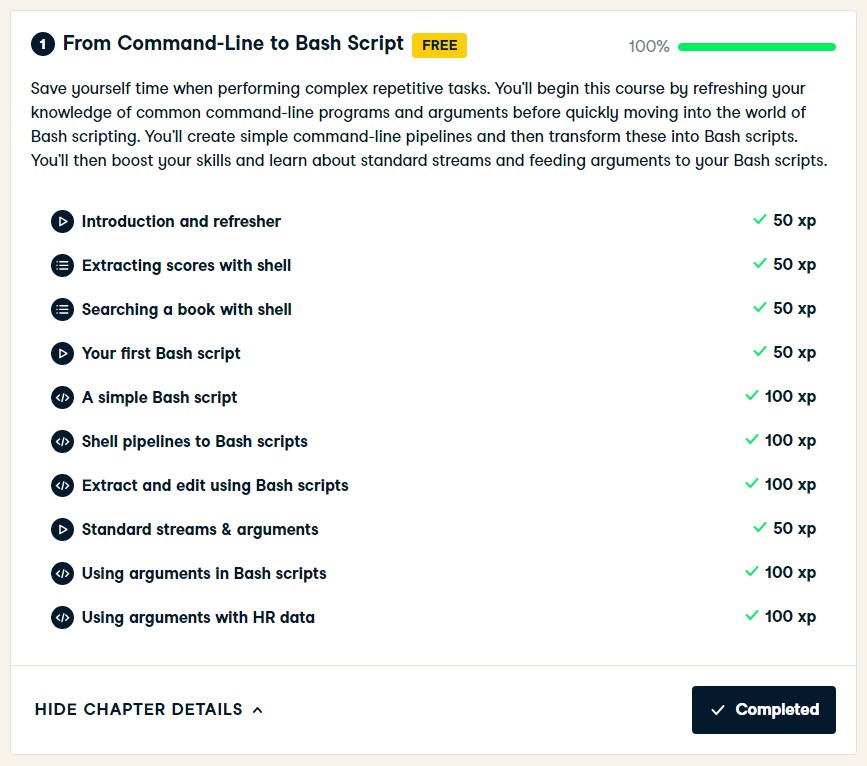 1 From Command-Line to Bash Script FREE 100%
Save yourself time when performing complex repetitive tasks. You'll begin this course by refreshing your
knowledge of common command-line programs and arguments before quickly moving into the world of
Bash scripting. You'll create simple command-line pipelines and then transform these into Bash scripts.
You'll then boost your skills and learn about standard streams and feeding arguments to your Bash scripts.
Introduction and refresher 50 xp
Extracting scores with shell 50 xp
Searching a book with shell 50 xp
Your first Bash script 50 xp
A simple Bash script 100 xp
Shell pipelines to Bash scripts 100 xp
Extract and edit using Bash scripts 100 xp
Standard streams & arguments 50 xp
Using arguments in Bash scripts 100 xp
Using arguments with HR data 100 xp
HIDE CHAPTER DETAILS Completed